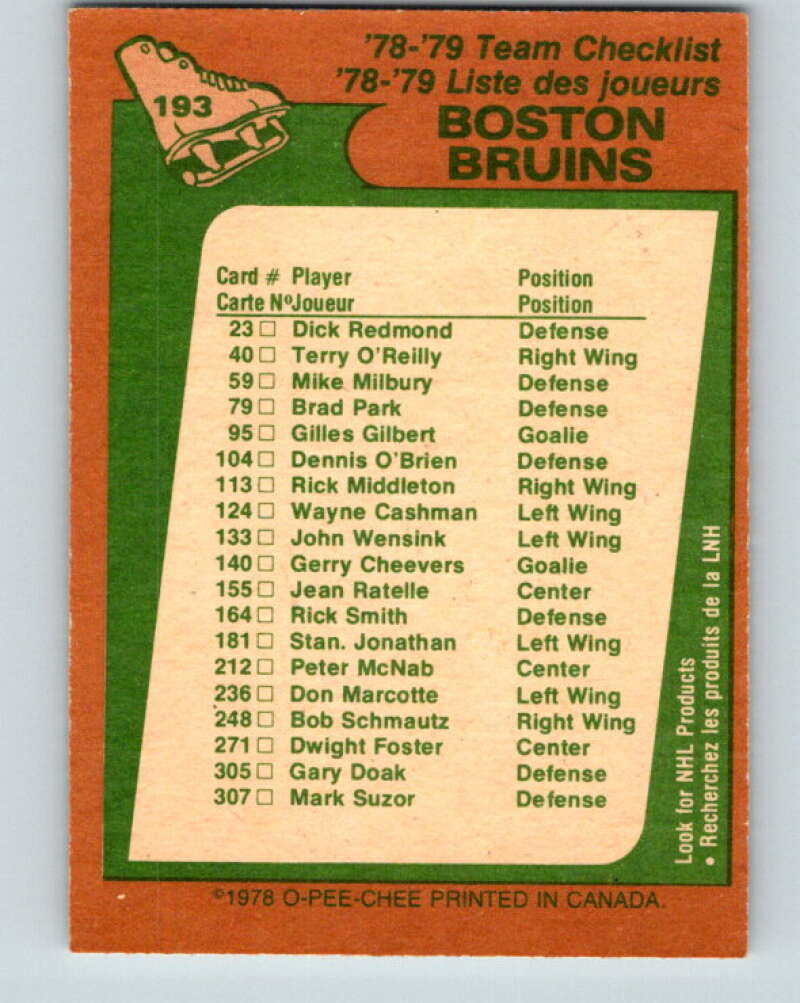 193
'78-'79 Team Checklist
'78-'79 Liste des joueurs
BOSTON
BRUINS
Card # Player Position
Carte Nº Joueur Position
23 □ Dick Redmond Defense
40 □ Terry O'Reilly Right Wing
59 □ Mike Milbury Defense
79 □ Brad Park Defense
95 □ Gilles Gilbert Goalie
104 □ Dennis O'Brien Defense
113 □ Rick Middleton Right Wing
124 □ Wayne Cashman Left Wing
133 □ John Wensink Left Wing
140 □ Gerry Cheevers Goalie
155 □ Jean Ratelle Center
164 □ Rick Smith Defense
181 □ Stan. Jonathan Left Wing
212 □ Peter McNab Center
236 □ Don Marcotte Left Wing
248 □ Bob Schmautz Right Wing
271 □ Dwight Foster Center
305 □ Gary Doak Defense
307 □ Mark Suzor Defense
Look for NHL Products
• Recherchez les produits de la LNH
©1978 O-PEE-CHEE PRINTED IN CANADA.